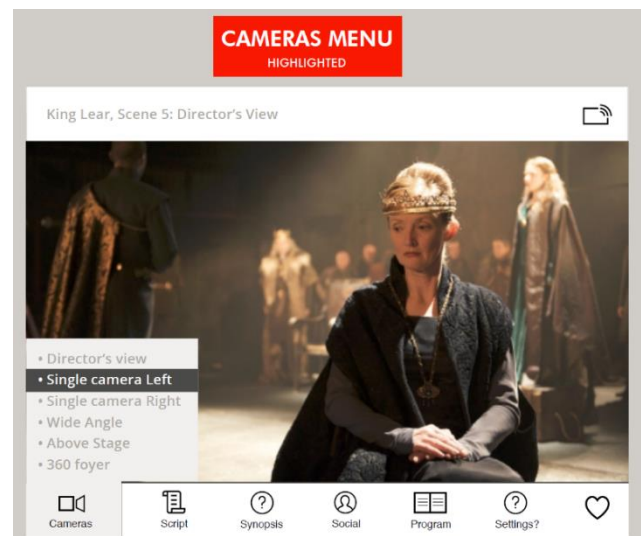 CAMERAS MENU
HIGHLIGHTED
King Lear, Scene 5: Director's View
• Director's view
• Single camera Left
• Single camera Right
• Wide Angle
• Above Stage
• 360 foyer
Cameras Script Synopsis Social Program Settings?